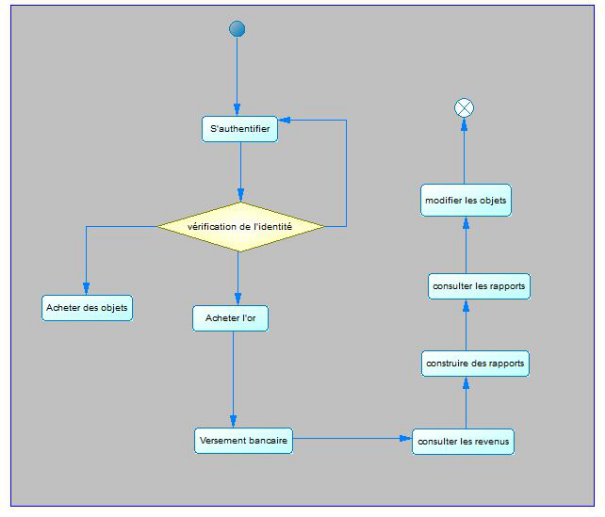 S'authentifier
vérification de l'identité
Acheter des objets
Acheter l'or
Versement bancaire
consulter les revenus
construire des rapports
consulter les rapports
modifier les objets